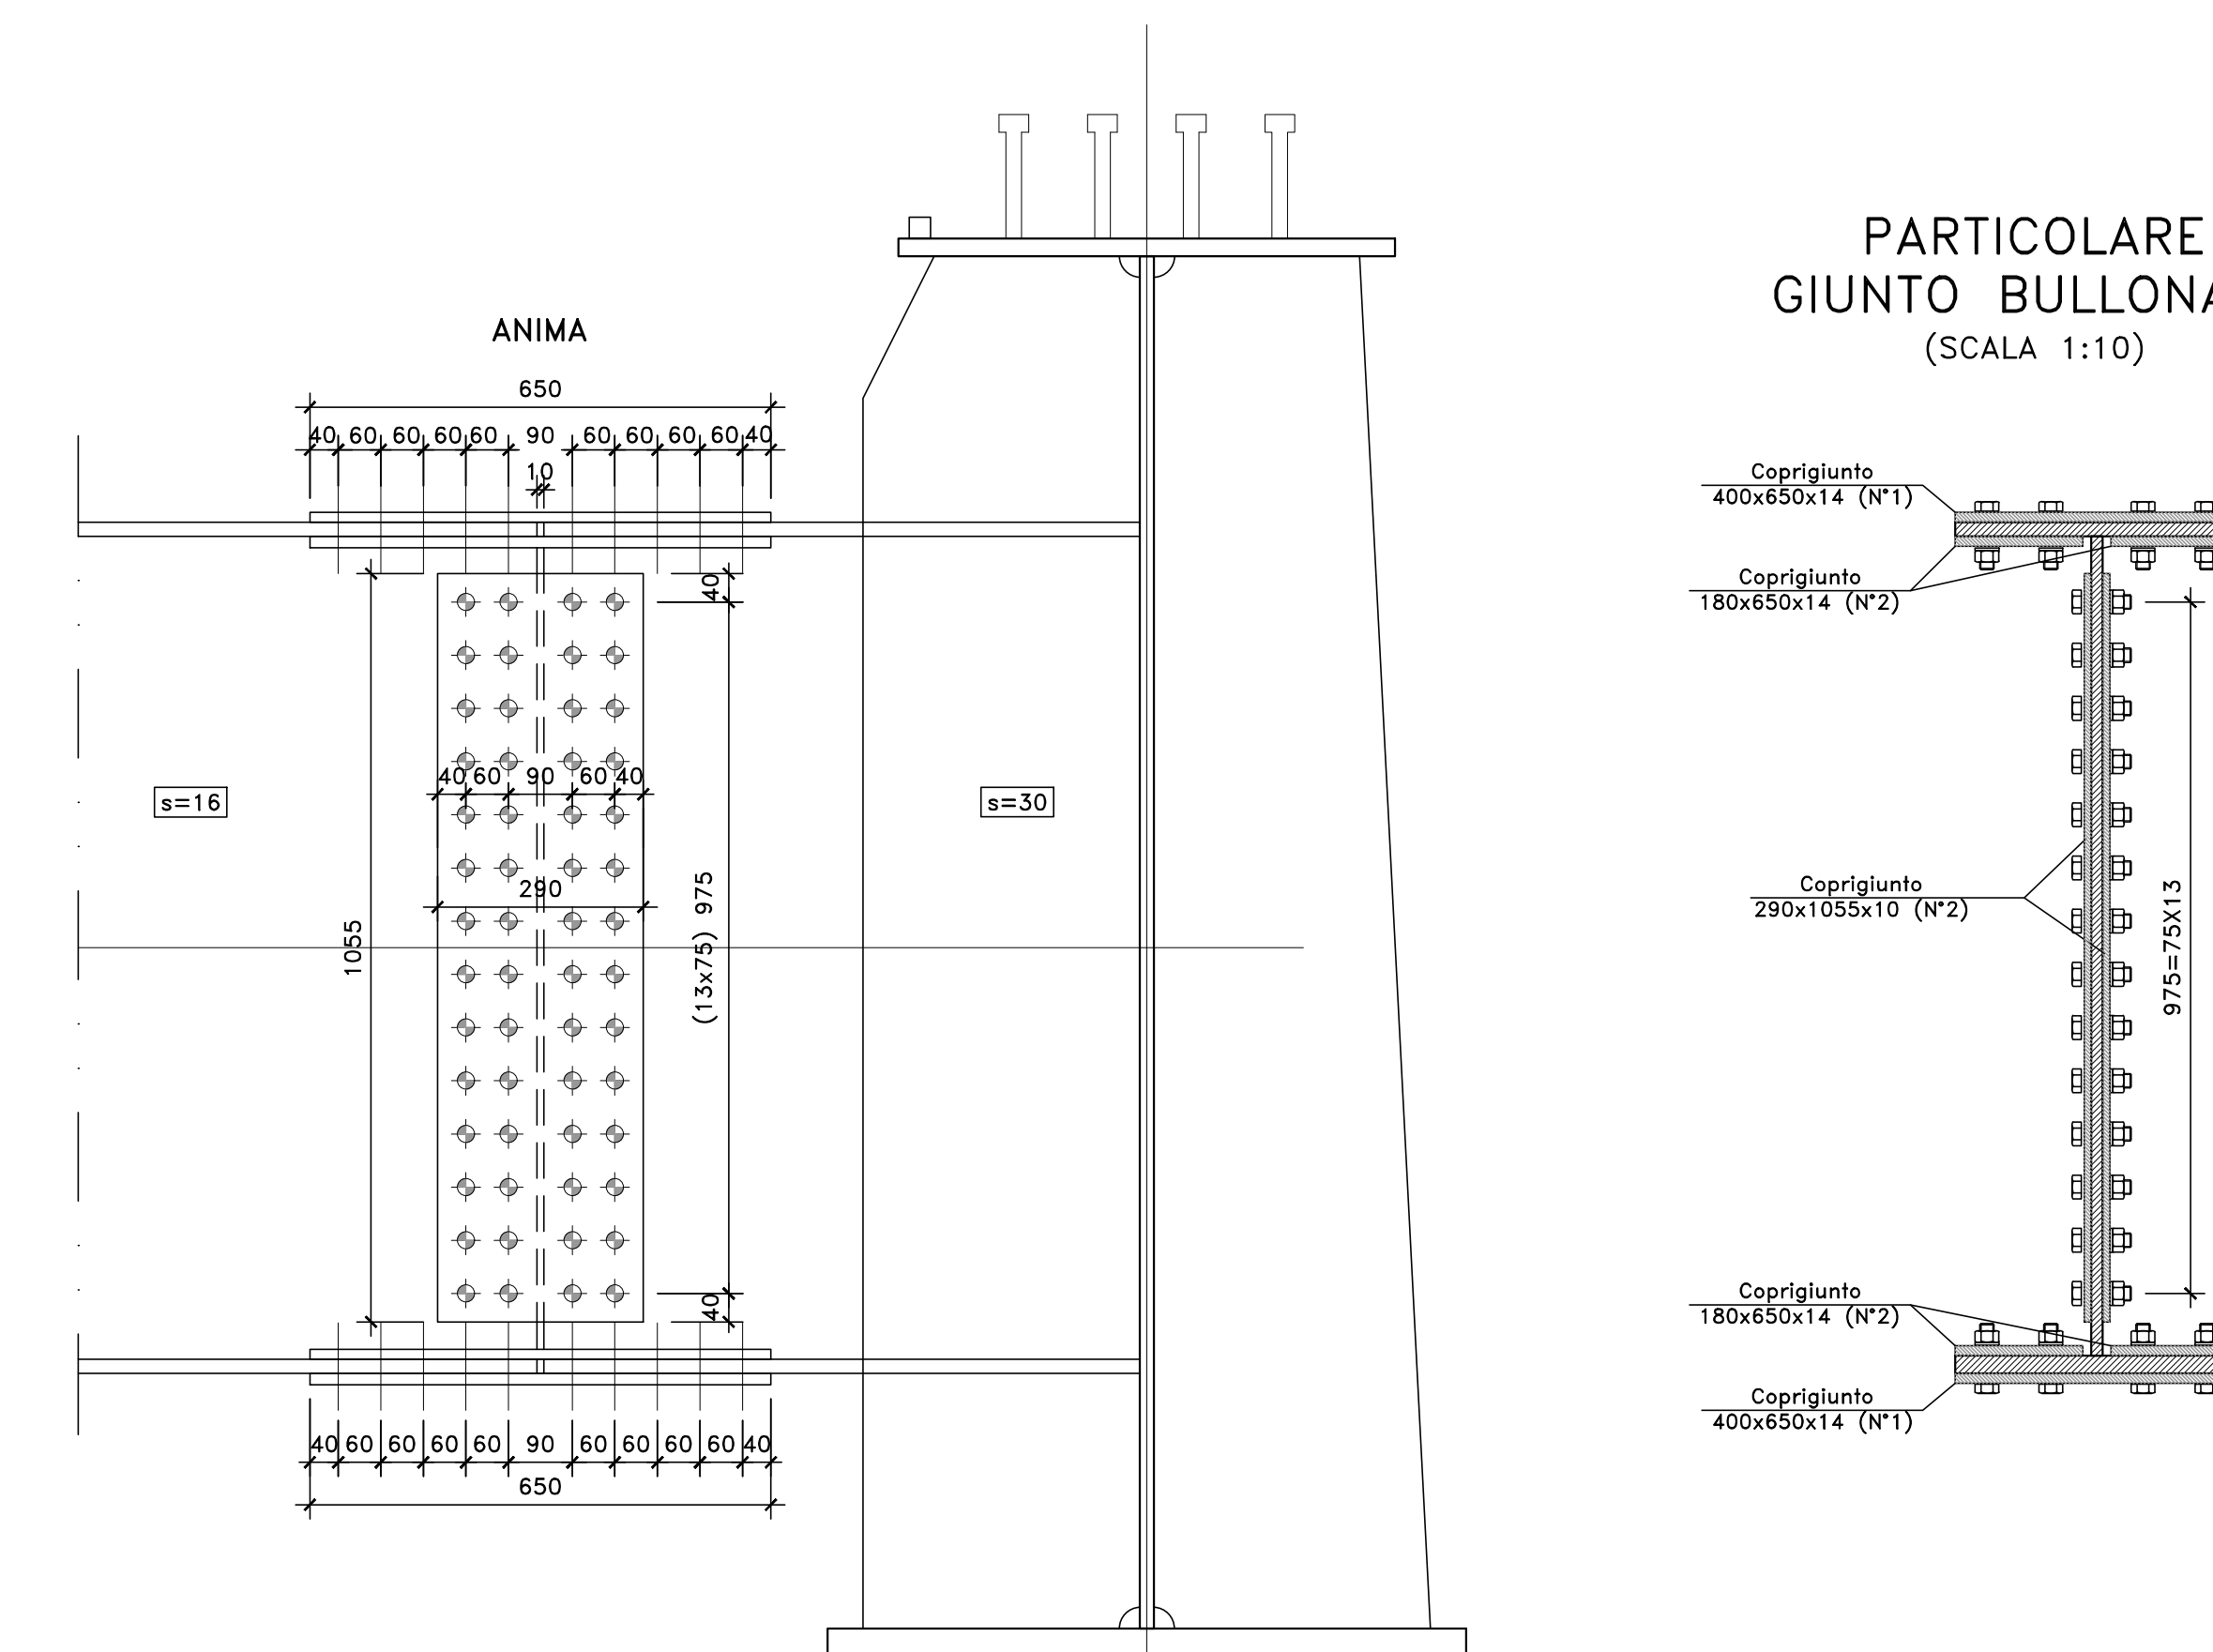 PARTICOLARE
GIUNTO BULLONA
(SCALA 1:10)
ANIMA
650
40 60 60 60 60 90 60 60 60 60 40
10
40
40 60 90 60 40
290
1055
(13x75) 975
40
s=16
s=30
40 60 60 60 60 90 60 60 60 60 40
650
Coprigiunto
400x650x14 (N°1)
Coprigiunto
180x650x14 (N°2)
Coprigiunto
290x1055x10 (N°2)
975=75X13
Coprigiunto
180x650x14 (N°2)
Coprigiunto
400x650x14 (N°1)